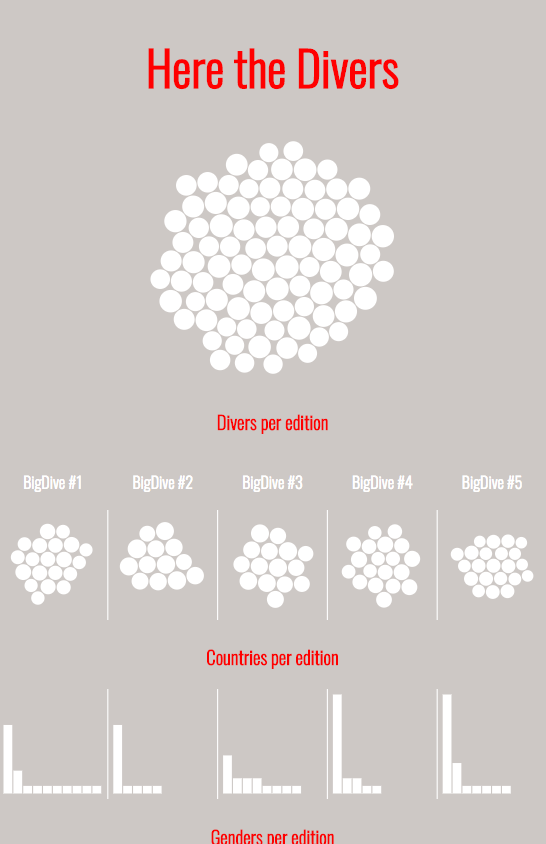 Here the Divers
Divers per edition
BigDive #1 BigDive #2 BigDive #3 BigDive #4 BigDive #5
Countries per edition
Genders per edition